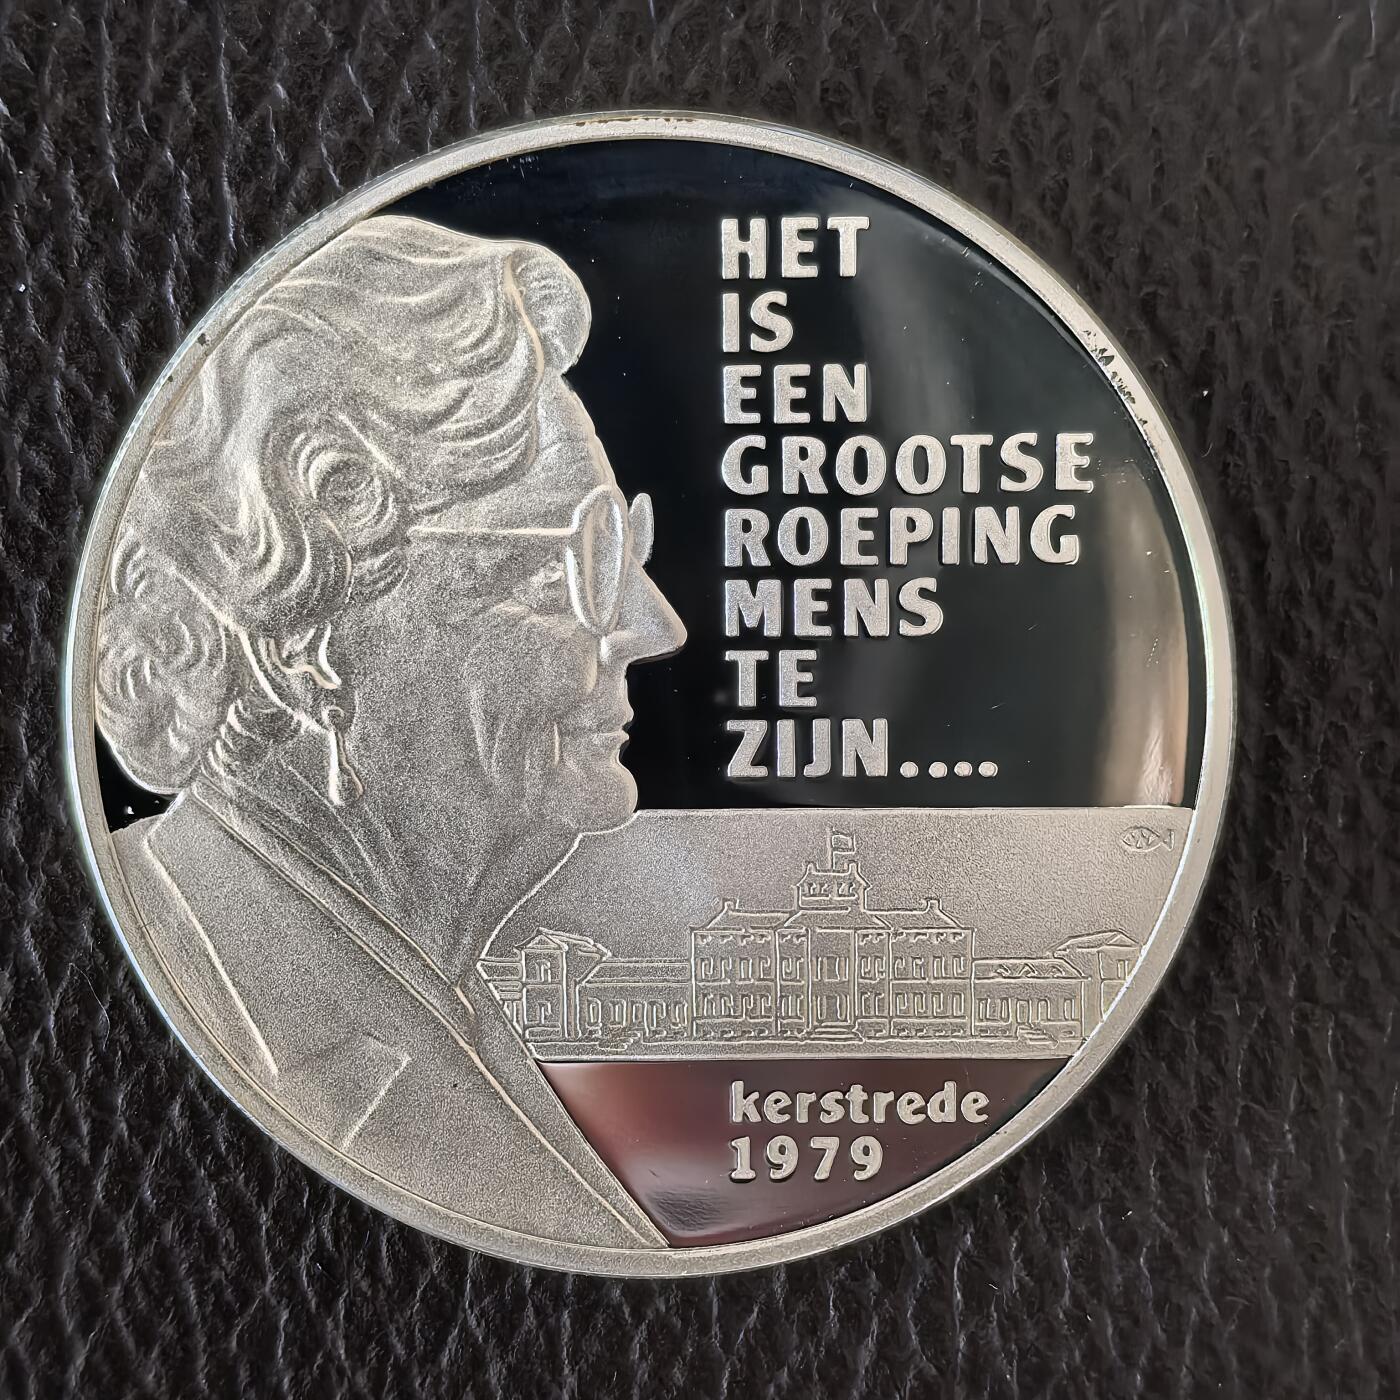 HET
IS
EEN
GROOTSE
ROEPING
MENS
TE
ZIJN....
kerstrede
1979